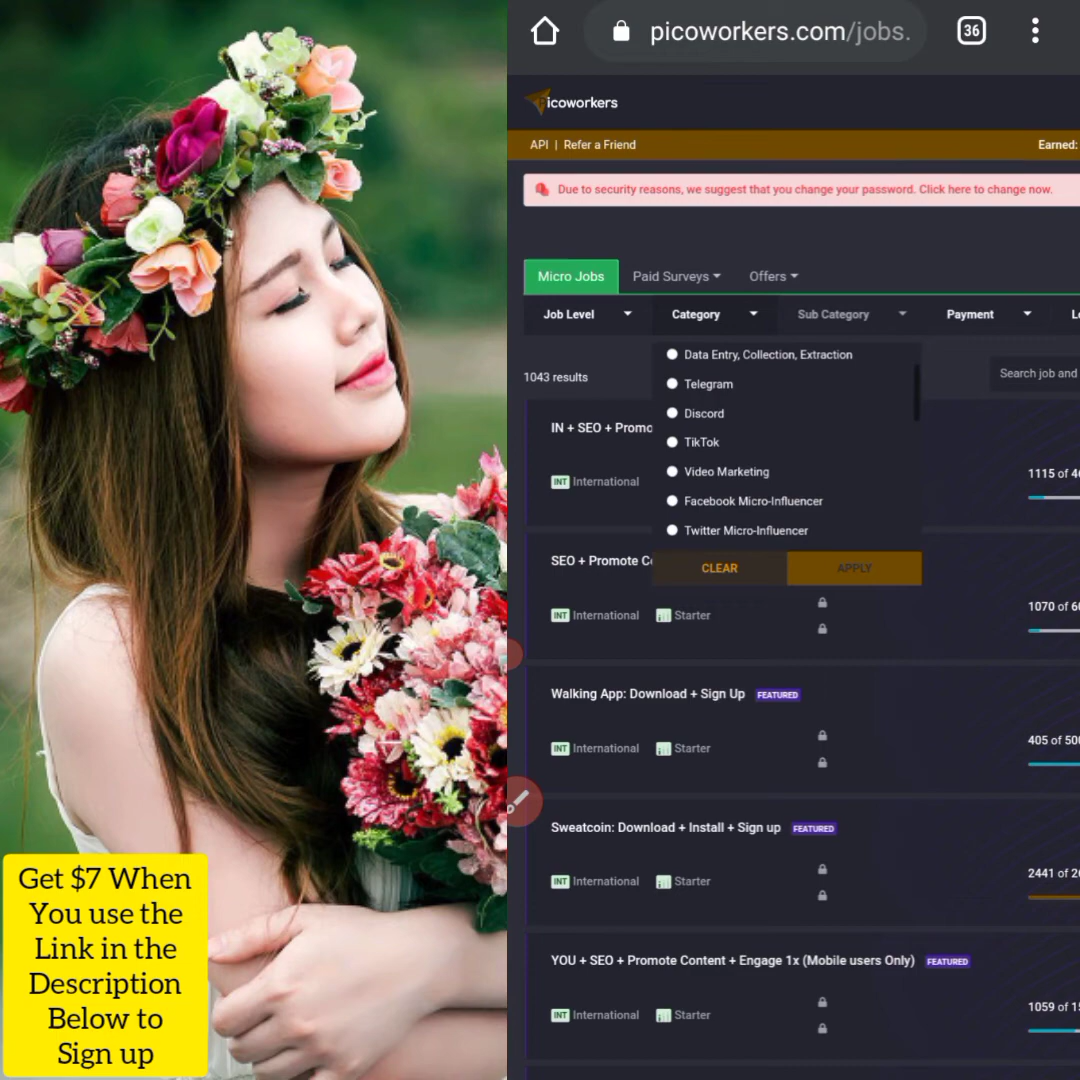 Get $7 When
You use the
Link in the
Description
Below to
Sign up
picoworkers.com/jobs.
36
Picoworkers
API | Refer a Friend
Earned:
Due to security reasons, we suggest that you change your password. Click here to change now.
Micro Jobs Paid Surveys Offers
Job Level Category Sub Category Payment
1043 results
Search job and
Data Entry, Collection, Extraction
Telegram
Discord
TikTok
Video Marketing
Facebook Micro-Influencer
Twitter Micro-Influencer
CLEAR APPLY
IN + SEO + Promo
INT International
1115 of
SEO + Promote
INT International Starter
1070 of
Walking App: Download + Sign Up FEATURED
INT International Starter
405 of
Sweatcoin: Download + Install + Sign up FEATURED
INT International Starter
2441 of
YOU + SEO + Promote Content + Engage 1x (Mobile users Only) FEATURED
INT International Starter
1059 of